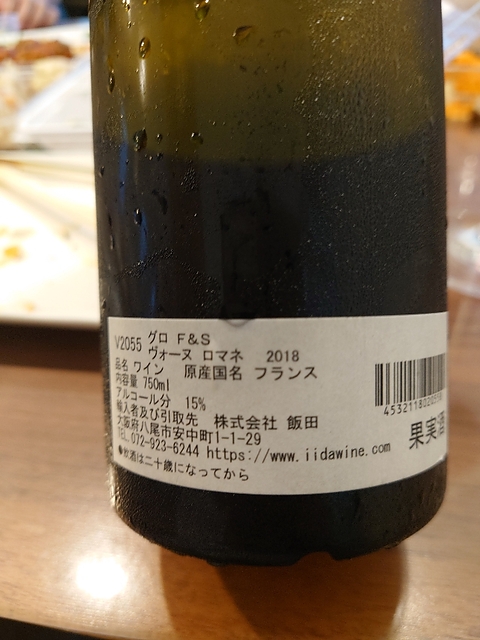 V2055 グロ F&S
ヴォーヌ ロマネ 2018
品名 ワイン 原産国名 フランス
内容量 750ml
アルコール分 15%
輸入者及び引取先 株式会社 飯田
大阪府八尾市安中町1-1-29
TEL.072-923-6244 https://www.iidawine.com
●飲酒は二十歳になってから
果実酒